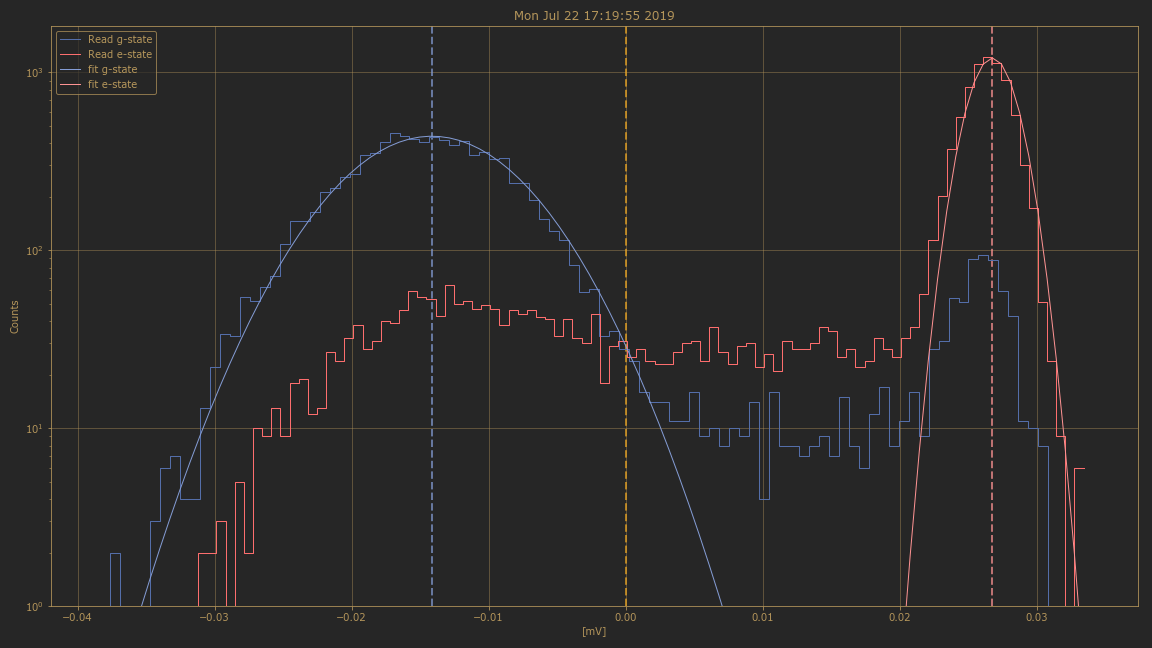 Mon Jul 22 17:19:55 2019
Read g-state
Read e-state
fit g-state
fit e-state
Counts
10³
10²
10¹
10⁰
−0.04 −0.03 −0.02 −0.01 0.00 0.01 0.02 0.03
[mV]